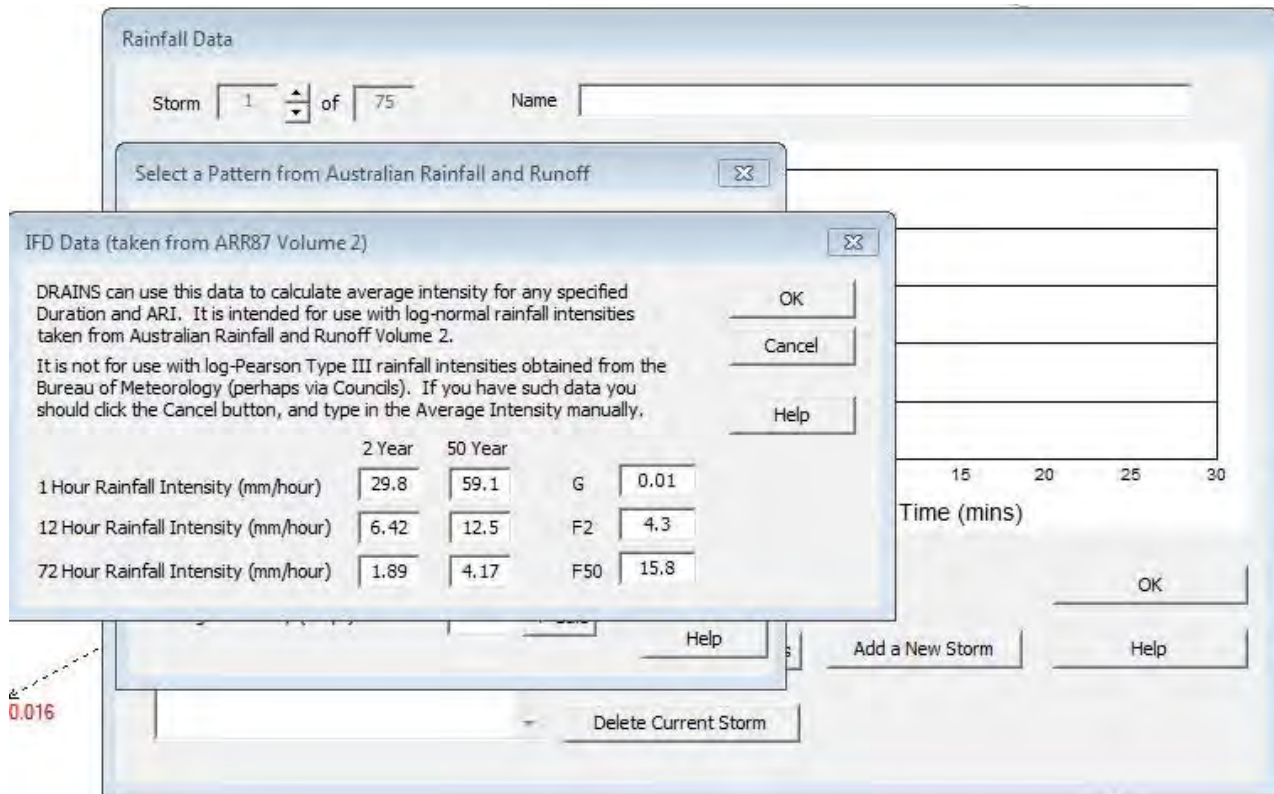 Rainfall Data
Storm 1 of 75 Name
Select a Pattern from Australian Rainfall and Runoff
IFD Data (taken from ARR87 Volume 2)
DRAINS can use this data to calculate average intensity for any specified
Duration and ARI. It is intended for use with log-normal rainfall intensities
taken from Australian Rainfall and Runoff Volume 2.
It is not for use with log-Pearson Type III rainfall intensities obtained from the
Bureau of Meteorology (perhaps via Councils). If you have such data you
should click the Cancel button, and type in the Average Intensity manually.
OK
Cancel
Help
2 Year 50 Year
1 Hour Rainfall Intensity (mm/hour) 29.8 59.1 G 0.01
12 Hour Rainfall Intensity (mm/hour) 6.42 12.5 F2 4.3
72 Hour Rainfall Intensity (mm/hour) 1.89 4.17 F50 15.8
15 20 25 30
Time (mins)
OK
Help
Add a New Storm
Help
0.016
Delete Current Storm